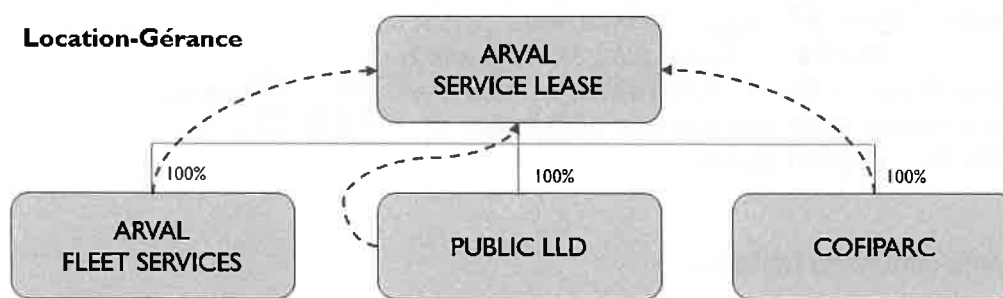 Location-Gérance
ARVAL
SERVICE LEASE
100%
100%
100%
ARVAL
FLEET SERVICES
PUBLIC LLD
COFIPARC